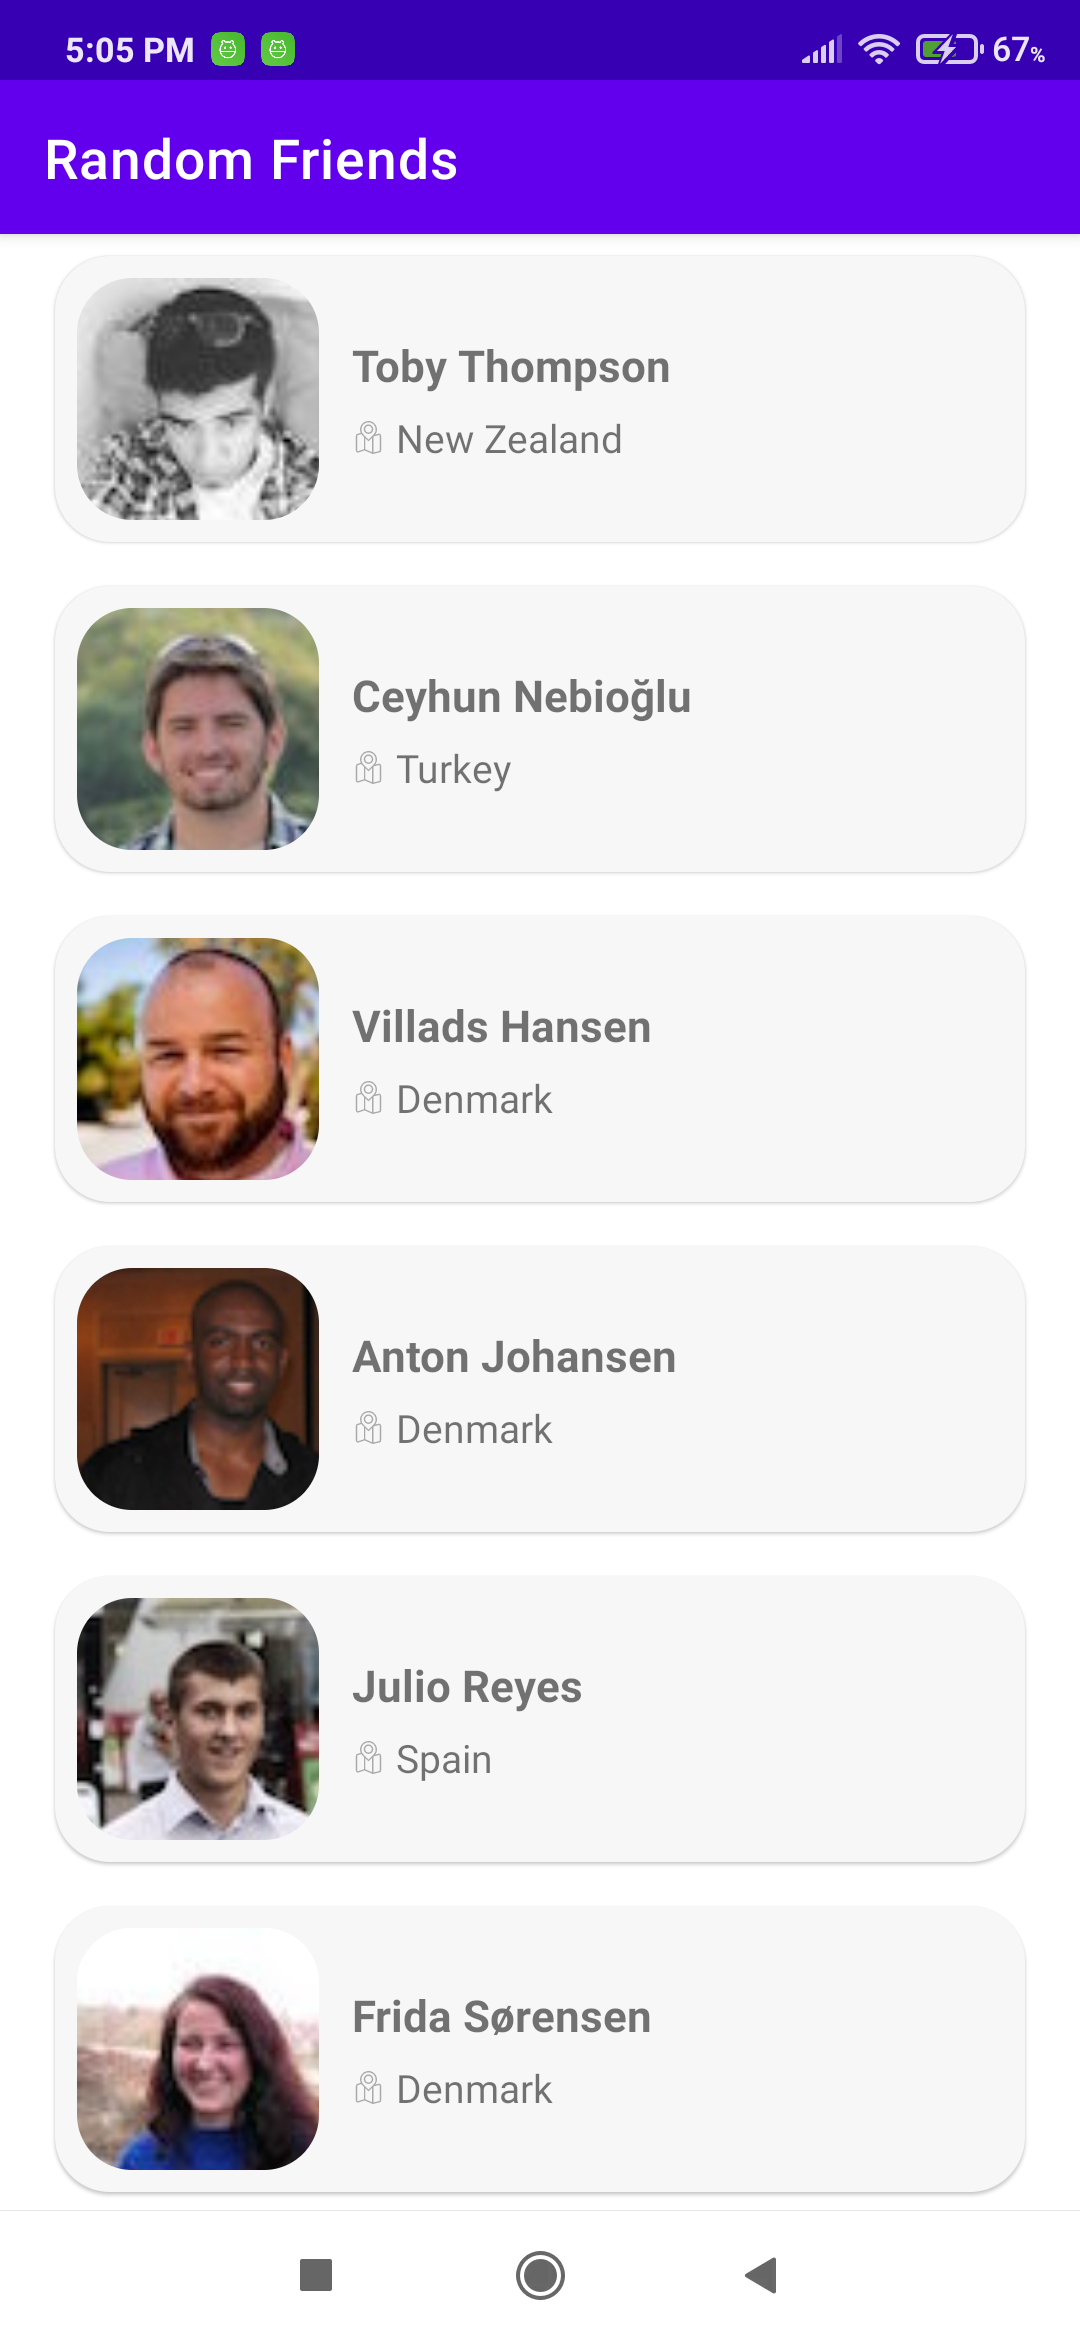 5:05 PM 67%
Random Friends
Toby Thompson
New Zealand
Ceyhun Nebioğlu
Turkey
Villads Hansen
Denmark
Anton Johansen
Denmark
Julio Reyes
Spain
Frida Sørensen
Denmark